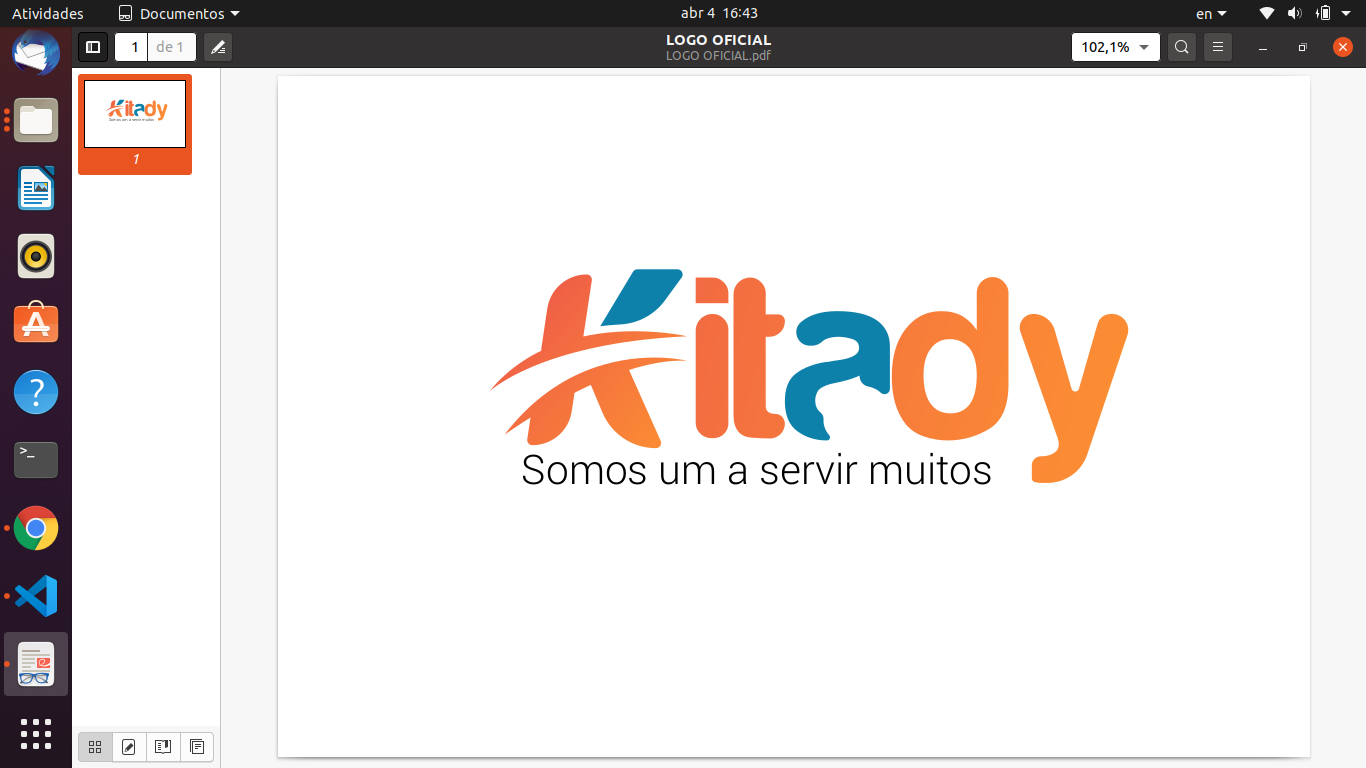 Atividades
Documentos
abr 4 16:43
en
1
de 1
LOGO OFICIAL
LOGO OFICIAL.pdf
102,1%
Kitady
Somos um a servir muitos
1
Kitady
Somos um a servir muitos